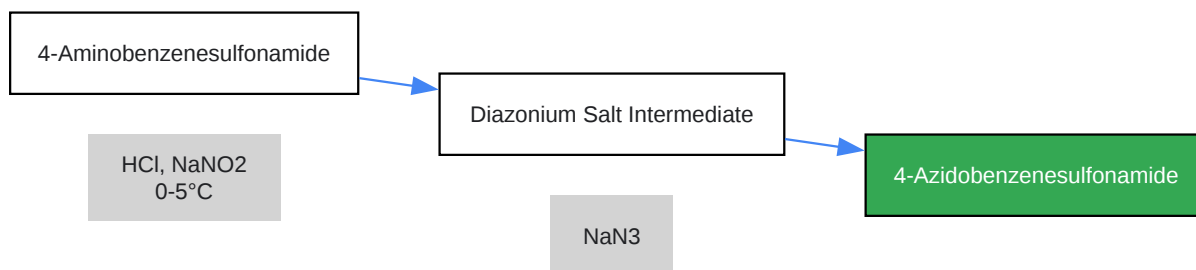 4-Aminobenzenesulfonamide
HCl, NaNO2
0-5°C
Diazonium Salt Intermediate
NaN3
4-Azidobenzenesulfonamide